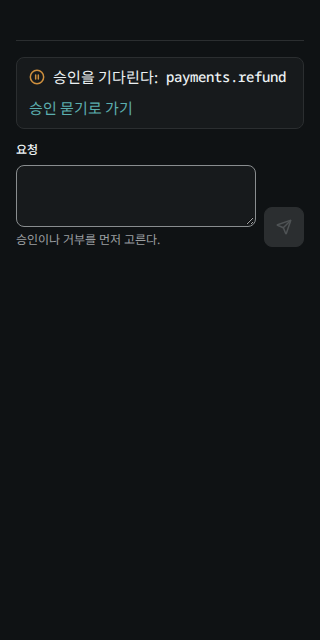 승인을 기다린다: payments.refund
승인 묻기로 가기
요청
승인이나 거부를 먼저 고른다.